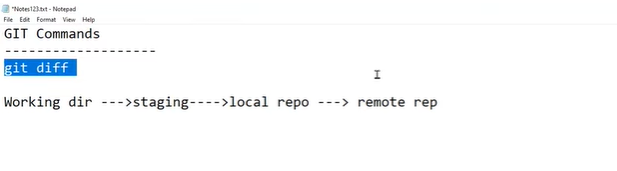 *Notes123.txt - Notepad
File Edit Format View Help
GIT Commands
-------------------
git diff
Working dir --->staging---->local repo ---> remote rep